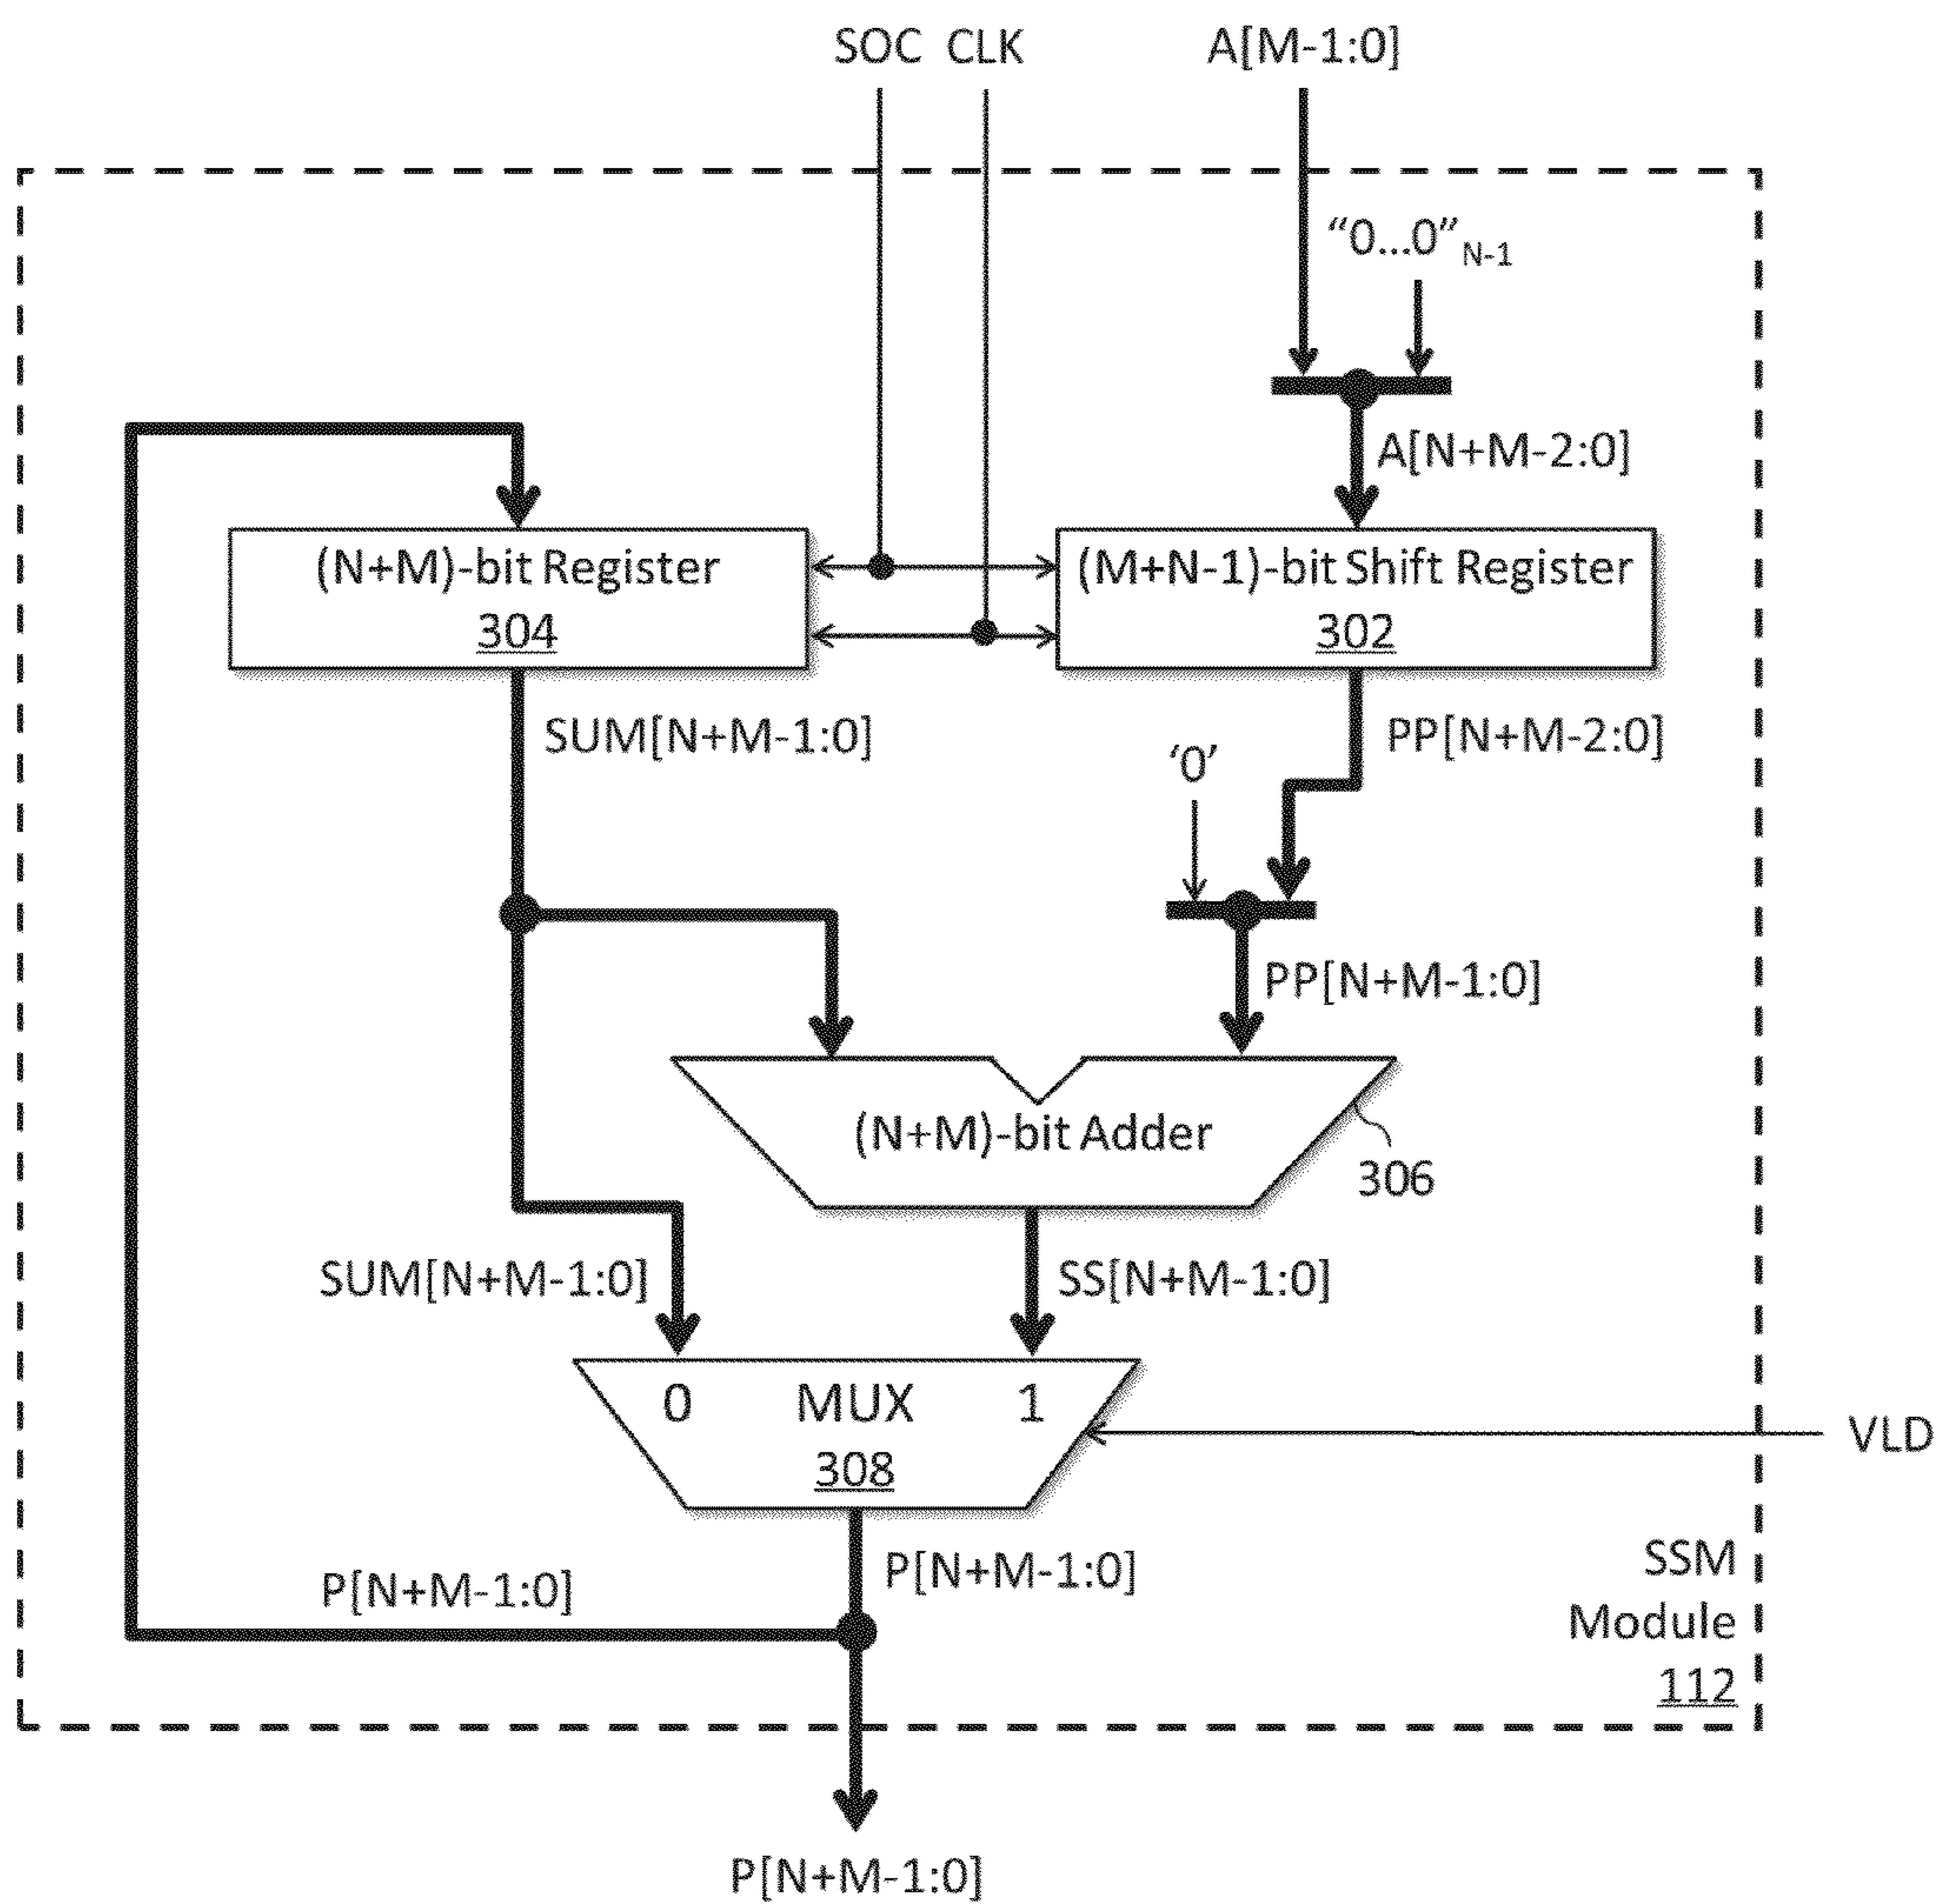 SOC CLK A[M-1:0]
“0...0”N-1
A[N+M-2:0]
(N+M)-bit Register
304
(M+N-1)-bit Shift Register
302
SUM[N+M-1:0]
PP[N+M-2:0]
‘0’
PP[N+M-1:0]
(N+M)-bit Adder
306
SUM[N+M-1:0]
SS[N+M-1:0]
0 MUX 1
308
VLD
P[N+M-1:0]
P[N+M-1:0]
SSM
Module
112
P[N+M-1:0]